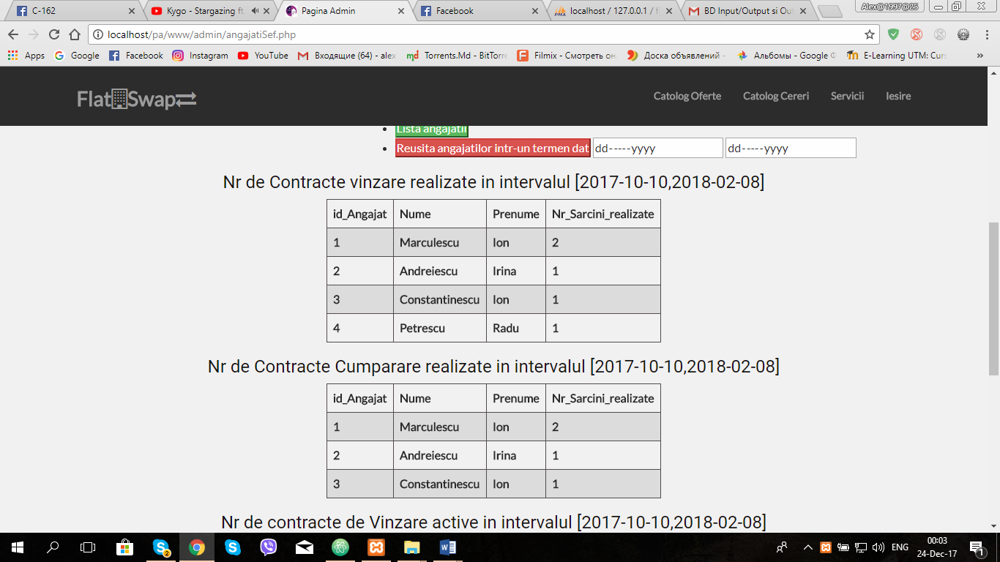 C-162
Kygo - Stargazing ft.
Pagina Admin
Facebook
localhost / 127.0.0.1 / f
BD Input/Output si Ou
Alex@1997@25
localhost/pa/www/admin/angajatiSef.php
Apps
Google
Facebook
Instagram
YouTube
Входящие (64) - alex
Torrents.Md - BitTorre
Filmix - Смотреть он
Доска объявлений -
Альбомы - Google Ф
E-Learning UTM: Curs
»
FlatSwap
Catolog Oferte
Catalog Cereri
Servicii
Iesire
Lista angajatii
Reusita angajatilor intr-un termen dat
dd-----yyyy
dd-----yyyy
Nr de Contracte vinzare realizate in intervalul [2017-10-10,2018-02-08]
id_Angajat Nume Prenume Nr_Sarcini_realizate
1 Marculescu Ion 2
2 Andreiescu Irina 1
3 Constantinescu Ion 1
4 Petrescu Radu 1
Nr de Contracte Cumparare realizate in intervalul [2017-10-10,2018-02-08]
id_Angajat Nume Prenume Nr_Sarcini_realizate
1 Marculescu Ion 2
2 Andreiescu Irina 1
3 Constantinescu Ion 1
Nr de contracte de Vinzare active in intervalul [2017-10-10,2018-02-08]
2
ENG
00:03
24-Dec-17
1